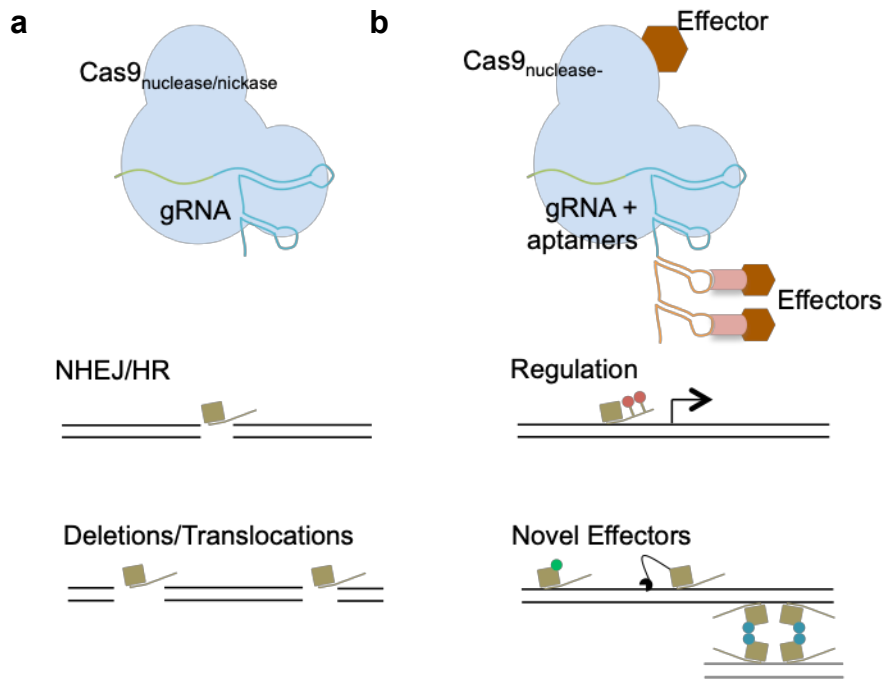 a
Cas9nuclease/nickase
gRNA
NHEJ/HR
Deletions/Translocations
b
Effector
Cas9nuclease-
gRNA +
aptamers
Effectors
Regulation
Novel Effectors